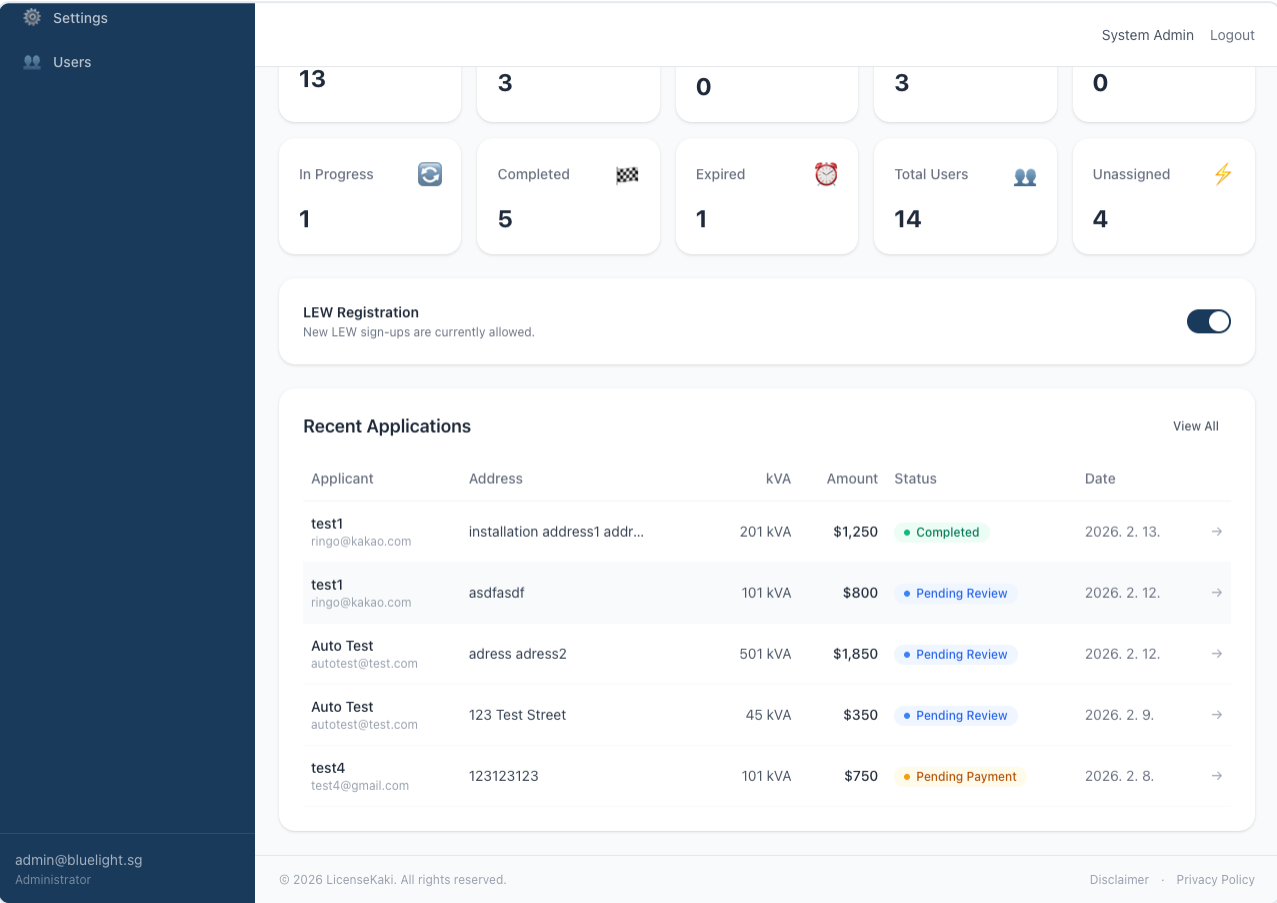 Settings
Users
System Admin Logout
13 3 0 3 0
In Progress Completed Expired Total Users Unassigned
1 5 1 14 4
LEW Registration
New LEW sign-ups are currently allowed.
Recent Applications View All
Applicant Address kVA Amount Status Date
test1
ringo@kakao.com
installation address1 addr... 201 kVA $1,250 Completed 2026. 2. 13. →
test1
ringo@kakao.com
asdfasdf 101 kVA $800 Pending Review 2026. 2. 12. →
Auto Test
autotest@test.com
adress adress2 501 kVA $1,850 Pending Review 2026. 2. 12. →
Auto Test
autotest@test.com
123 Test Street 45 kVA $350 Pending Review 2026. 2. 9. →
test4
test4@gmail.com
123123123 101 kVA $750 Pending Payment 2026. 2. 8. →
admin@bluelight.sg
Administrator
© 2026 LicenseKaki. All rights reserved. Disclaimer · Privacy Policy